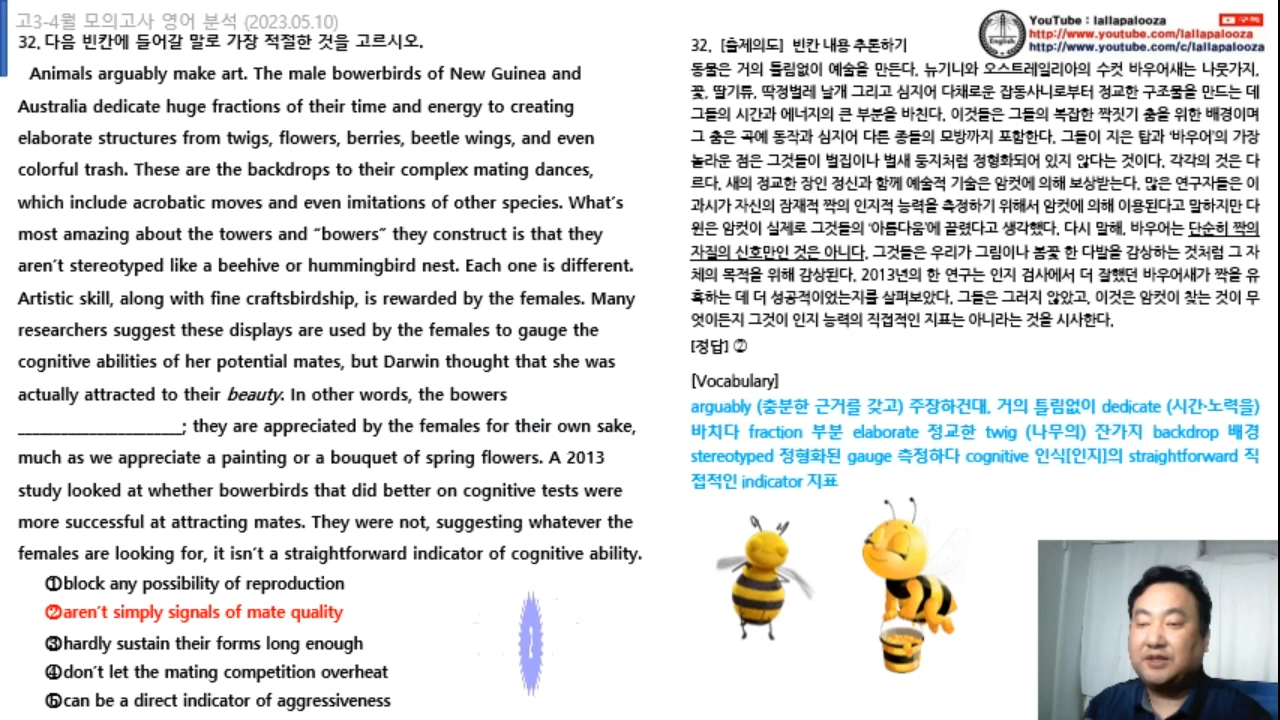 고3-4월 모의고사 영어 분석 (2023.05.10)
32. 다음 빈칸에 들어갈 말로 가장 적절한 것을 고르시오.
Animals arguably make art. The male bowerbirds of New Guinea and
Australia dedicate huge fractions of their time and energy to creating
elaborate structures from twigs, flowers, berries, beetle wings, and even
colorful trash. These are the backdrops to their complex mating dances,
which include acrobatic moves and even imitations of other species. What's
most amazing about the towers and “bowers” they construct is that they
aren't stereotyped like a beehive or hummingbird nest. Each one is different.
Artistic skill, along with fine craftsbirdship, is rewarded by the females. Many
researchers suggest these displays are used by the females to gauge the
cognitive abilities of her potential mates, but Darwin thought that she was
actually attracted to their beauty. In other words, the bowers
______________________; they are appreciated by the females for their own sake,
much as we appreciate a painting or a bouquet of spring flowers. A 2013
study looked at whether bowerbirds that did better on cognitive tests were
more successful at attracting mates. They were not, suggesting whatever the
females are looking for, it isn't a straightforward indicator of cognitive ability.
①block any possibility of reproduction
②aren't simply signals of mate quality
③hardly sustain their forms long enough
④don't let the mating competition overheat
⑤can be a direct indicator of aggressiveness
32. [출제의도] 빈칸 내용 추론하기
동물은 거의 틀림없이 예술을 만든다. 뉴기니와 오스트레일리아의 수컷 바우어새는 나뭇가지,
꽃, 딸기류, 딱정벌레 날개 그리고 심지어 다채로운 잡동사니로부터 정교한 구조물을 만드는 데
그들의 시간과 에너지의 큰 부분을 바친다. 이것들은 그들의 복잡한 짝짓기 춤을 위한 배경이며
그 춤은 곡예 동작과 심지어 다른 종들의 모방까지 포함한다. 그들이 지은 탑과 ‘바우어’의 가장
놀라운 점은 그것들이 벌집이나 벌새 둥지처럼 정형화되어 있지 않다는 것이다. 각각의 것은 다
르다. 새의 정교한 장인 정신과 함께 예술적 기술은 암컷에 의해 보상받는다. 많은 연구자들은 이
과시가 자신의 잠재적 짝의 인지적 능력을 측정하기 위해서 암컷에 의해 이용된다고 말하지만 다
윈은 암컷이 실제로 그것들의 ‘아름다움’에 끌렸다고 생각했다. 다시 말해, 바우어는 단순히 짝의
자질의 신호만인 것은 아니다. 그것들은 우리가 그림이나 봄꽃 한 다발을 감상하는 것처럼 그 자
체의 목적을 위해 감상된다. 2013년의 한 연구는 인지 검사에서 더 잘했던 바우어새가 짝을 유
혹하는 데 더 성공적이었는지를 살펴보았다. 그들은 그러지 않았고, 이것은 암컷이 찾는 것이 무
엇이든지 그것이 인지 능력의 직접적인 지표는 아니라는 것을 시사한다.
[정답] ②
[Vocabulary]
arguably (충분한 근거를 갖고) 주장하건대, 거의 틀림없이 dedicate (시간·노력을)
바치다 fraction 부분 elaborate 정교한 twig (나무의) 잔가지 backdrop 배경
stereotyped 정형화된 gauge 측정하다 cognitive 인식[인지]의 straightforward 직
접적인 indicator 지표
YouTube : lallapalooza
구독
http://www.youtube.com/lallapalooza
http://www.youtube.com/c/lallapalooza
English